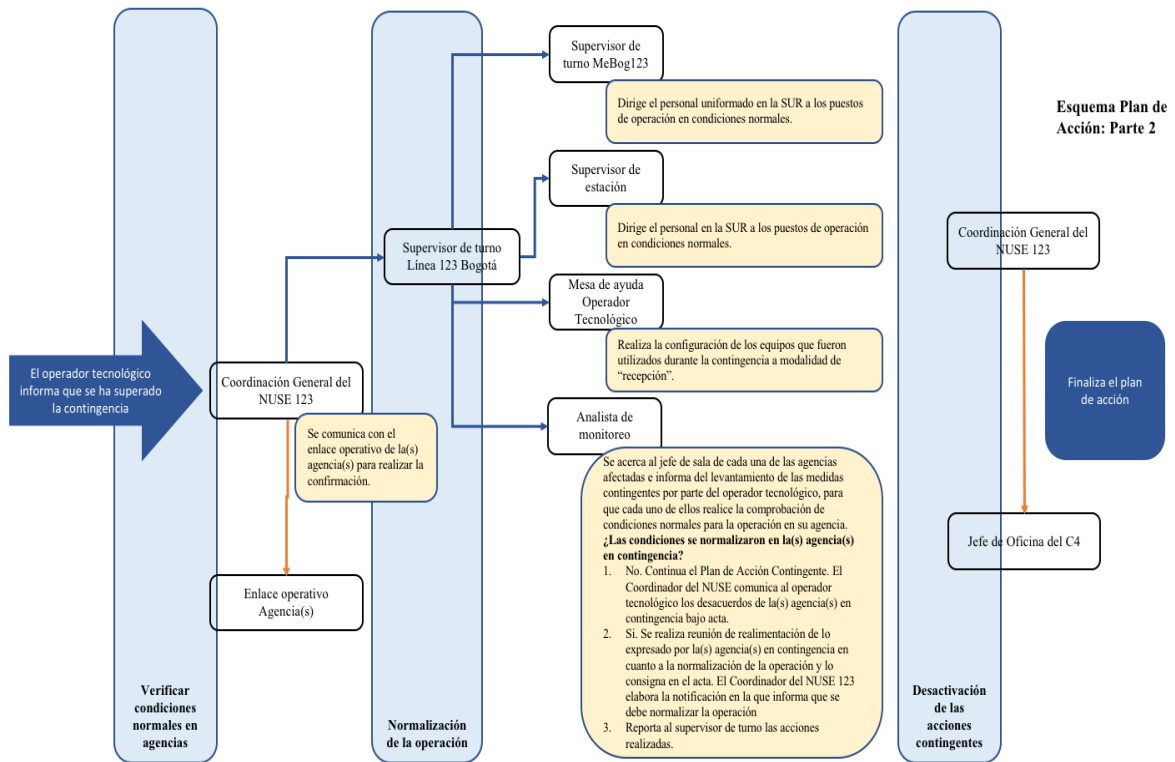 Esquema Plan de
Acción: Parte 2
El operador tecnológico
informa que se ha superado
la contingencia
Verificar
condiciones
normales en
agencias
Coordinación General del
NUSE 123
Se comunica con el
enlace operativo de la(s)
agencia(s) para realizar la
confirmación.
Enlace operativo
Agencia(s)
Normalización
de la operación
Supervisor de turno
Línea 123 Bogotá
Supervisor de
turno MeBog123
Dirige el personal uniformado en la SUR a los puestos
de operación en condiciones normales.
Supervisor de
estación
Dirige el personal en la SUR a los puestos de operación
en condiciones normales.
Mesa de ayuda
Operador
Tecnológico
Realiza la configuración de los equipos que fueron
utilizados durante la contingencia a modalidad de
“recepción”.
Analista de
monitoreo
Se acerca al jefe de sala de cada una de las agencias
afectadas e informa del levantamiento de las medidas
contingentes por parte del operador tecnológico, para
que cada uno de ellos realice la comprobación de
condiciones normales para la operación en su agencia.
¿Las condiciones se normalizaron en la(s) agencia(s)
en contingencia?
1. No. Continua el Plan de Acción Contingente. El
Coordinador del NUSE comunica al operador
tecnológico los desacuerdos de la(s) agencia(s) en
contingencia bajo acta.
2. Si. Se realiza reunión de realimentación de lo
expresado por la(s) agencia(s) en contingencia en
cuanto a la normalización de la operación y lo
consigna en el acta. El Coordinador del NUSE 123
elabora la notificación en la que informa que se
debe normalizar la operación
3. Reporta al supervisor de turno las acciones
realizadas.
Desactivación
de las
acciones
contingentes
Coordinación General del
NUSE 123
Jefe de Oficina del C4
Finaliza el plan
de acción